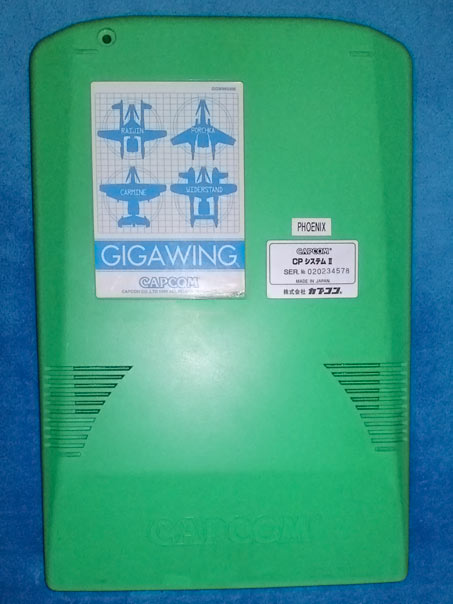 RAIJIN
PORCHKA
CARMINE
WIDERSTAND
GIGAWING
CAPCOM
PHOENIX
CAPCOM
CP システム II
SER. № 020234578
MADE IN JAPAN
株式会社 カプコン
CAPCOM